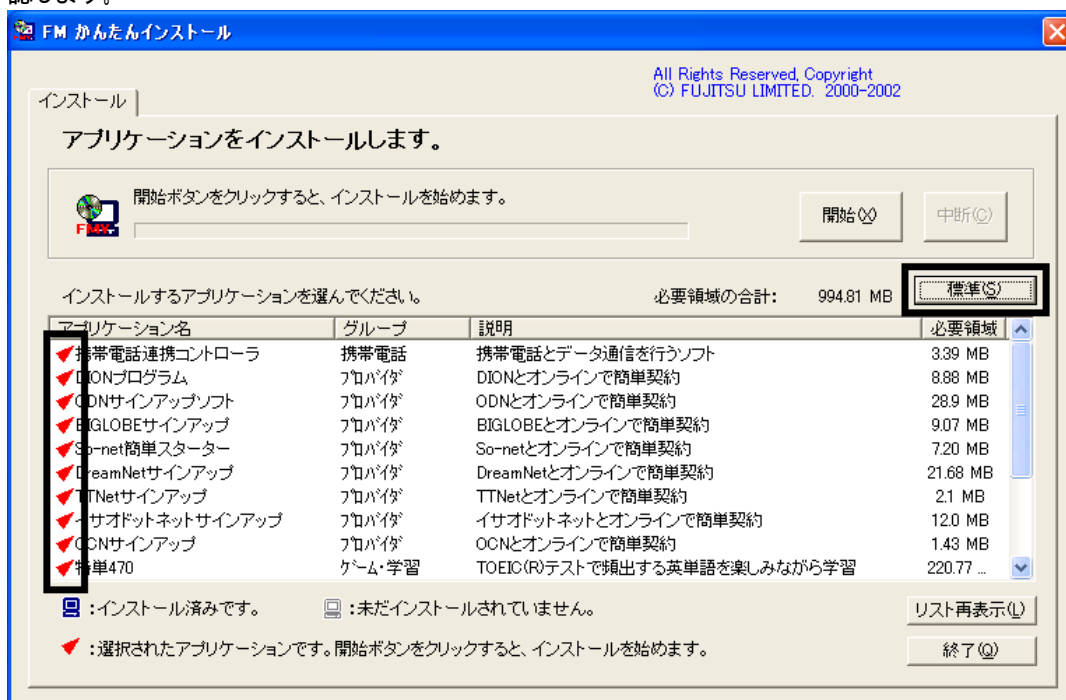 認します。
FM かんたんインストール
All Rights Reserved, Copyright
(C) FUJITSU LIMITED. 2000-2002
インストール
アプリケーションをインストールします。
開始ボタンをクリックすると、インストールを始めます。
FMV
開始(X) 中断(C)
インストールするアプリケーションを選んでください。 必要領域の合計: 994.81 MB 標準(S)
アプリケーション名 グループ 説明 必要領域
携帯電話連携コントローラ 携帯電話 携帯電話とデータ通信を行うソフト 3.39 MB
DIONプログラム プロバイダ DIONとオンラインで簡単契約 8.88 MB
ODNサインアップソフト プロバイダ ODNとオンラインで簡単契約 28.9 MB
BIGLOBEサインアップ プロバイダ BIGLOBEとオンラインで簡単契約 9.07 MB
So-net簡単スターター プロバイダ So-netとオンラインで簡単契約 7.20 MB
DreamNetサインアップ プロバイダ DreamNetとオンラインで簡単契約 21.68 MB
TTNetサインアップ プロバイダ TTNetとオンラインで簡単契約 2.1 MB
イサオドットネットサインアップ プロバイダ イサオドットネットとオンラインで簡単契約 12.0 MB
OCNサインアップ プロバイダ OCNとオンラインで簡単契約 1.43 MB
特単470 ゲーム・学習 TOEIC(R)テストで頻出する英単語を楽しみながら学習 220.77 ...
:インストール済みです。 :未だインストールされていません。 リスト再表示(L)
:選択されたアプリケーションです。開始ボタンをクリックすると、インストールを始めます。 終了(Q)